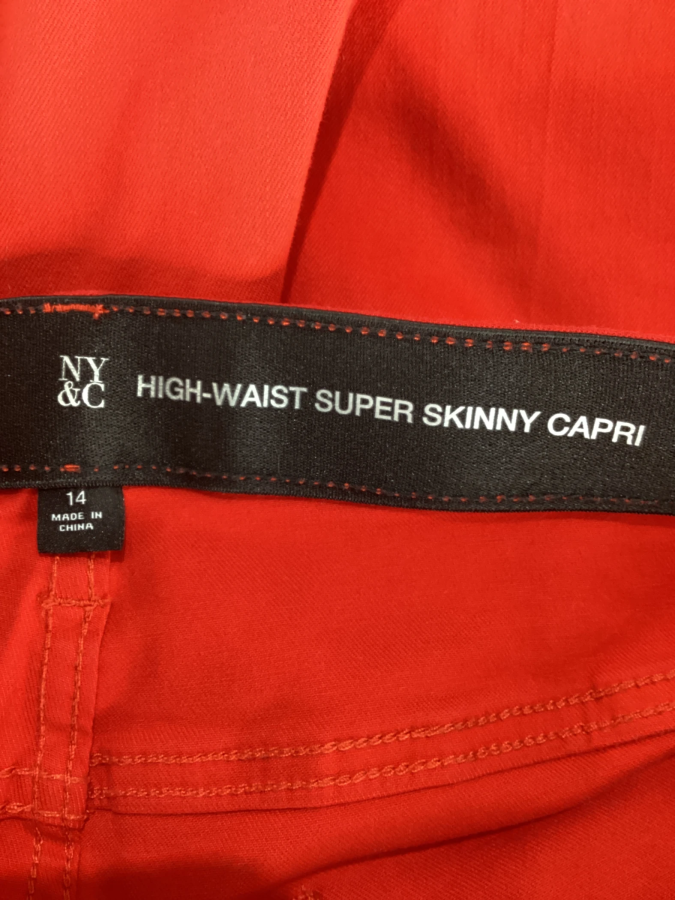 NY
&C
HIGH-WAIST SUPER SKINNY CAPRI
14
MADE IN
CHINA